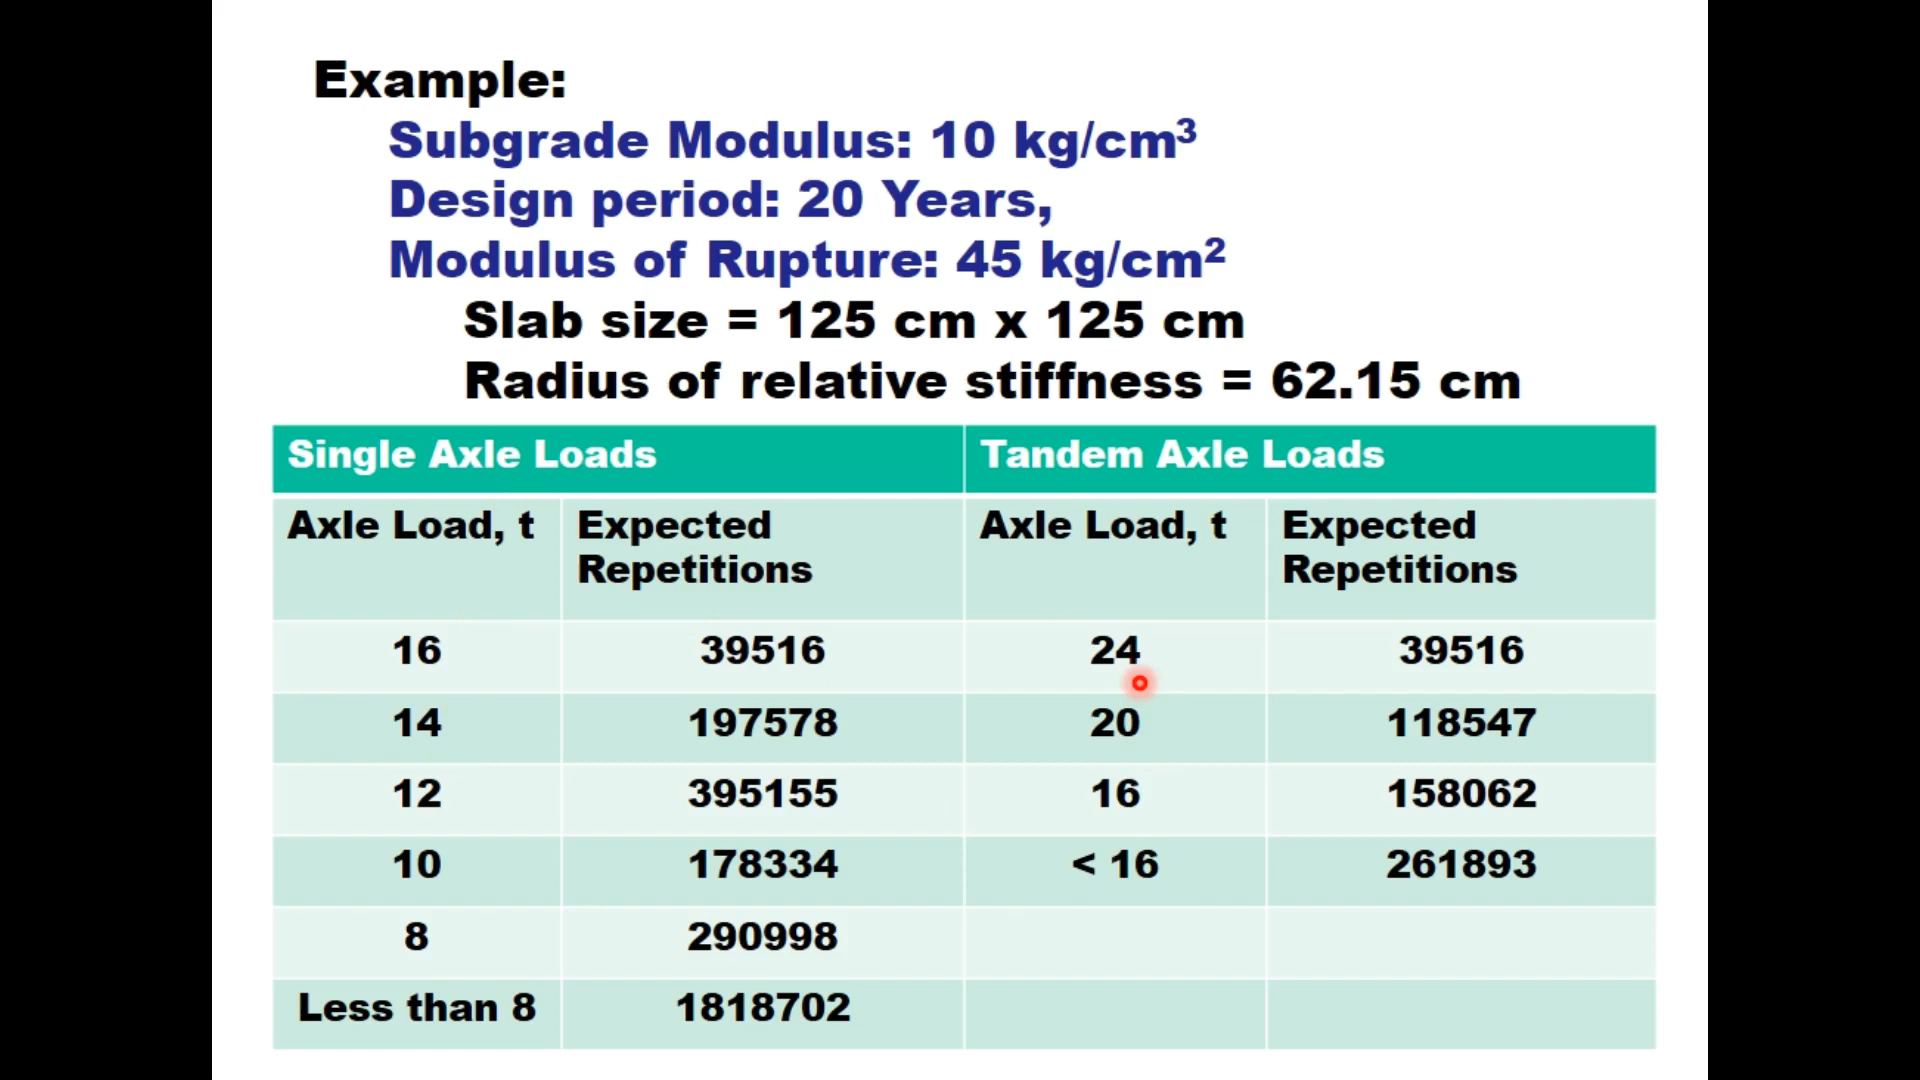 Example:
Subgrade Modulus: 10 kg/cm³
Design period: 20 Years,
Modulus of Rupture: 45 kg/cm²
Slab size = 125 cm x 125 cm
Radius of relative stiffness = 62.15 cm
Single Axle Loads Tandem Axle Loads
Axle Load, t Expected Axle Load, t Expected
Repetitions Repetitions
16 39516 24 39516
14 197578 20 118547
12 395155 16 158062
10 178334 < 16 261893
8 290998
Less than 8 1818702